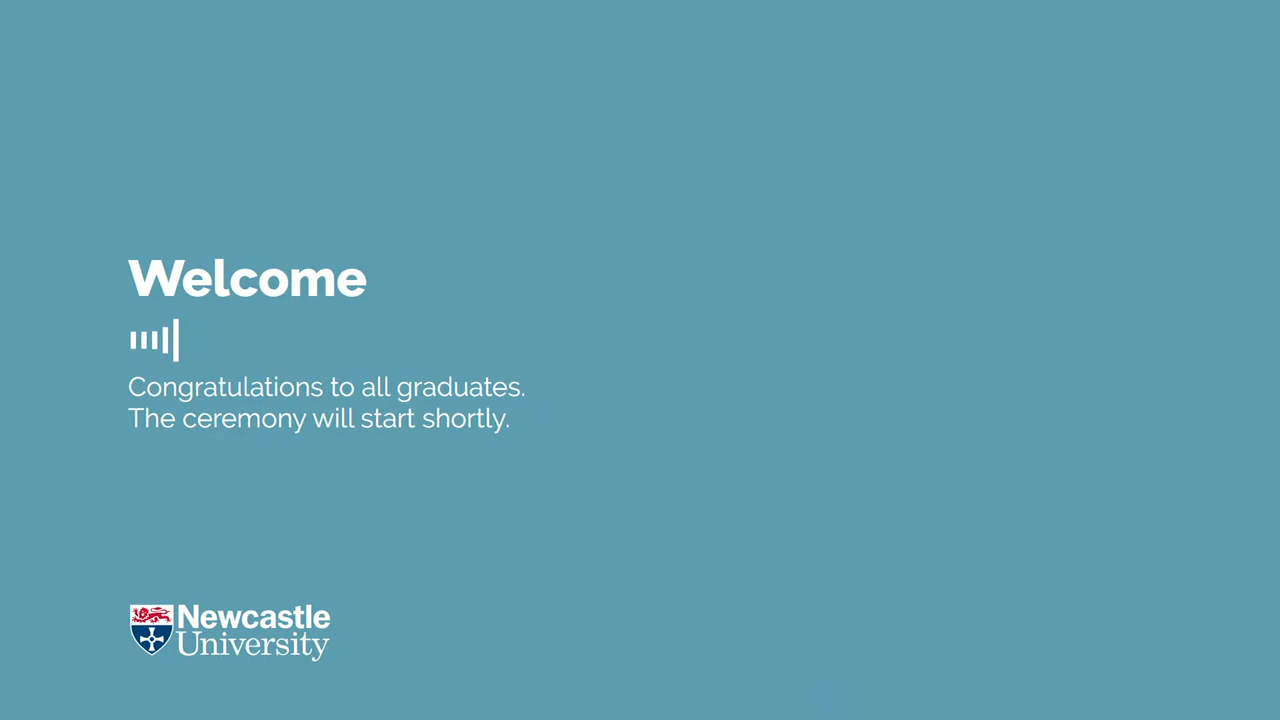 Welcome
Congratulations to all graduates.
The ceremony will start shortly.
Newcastle
University